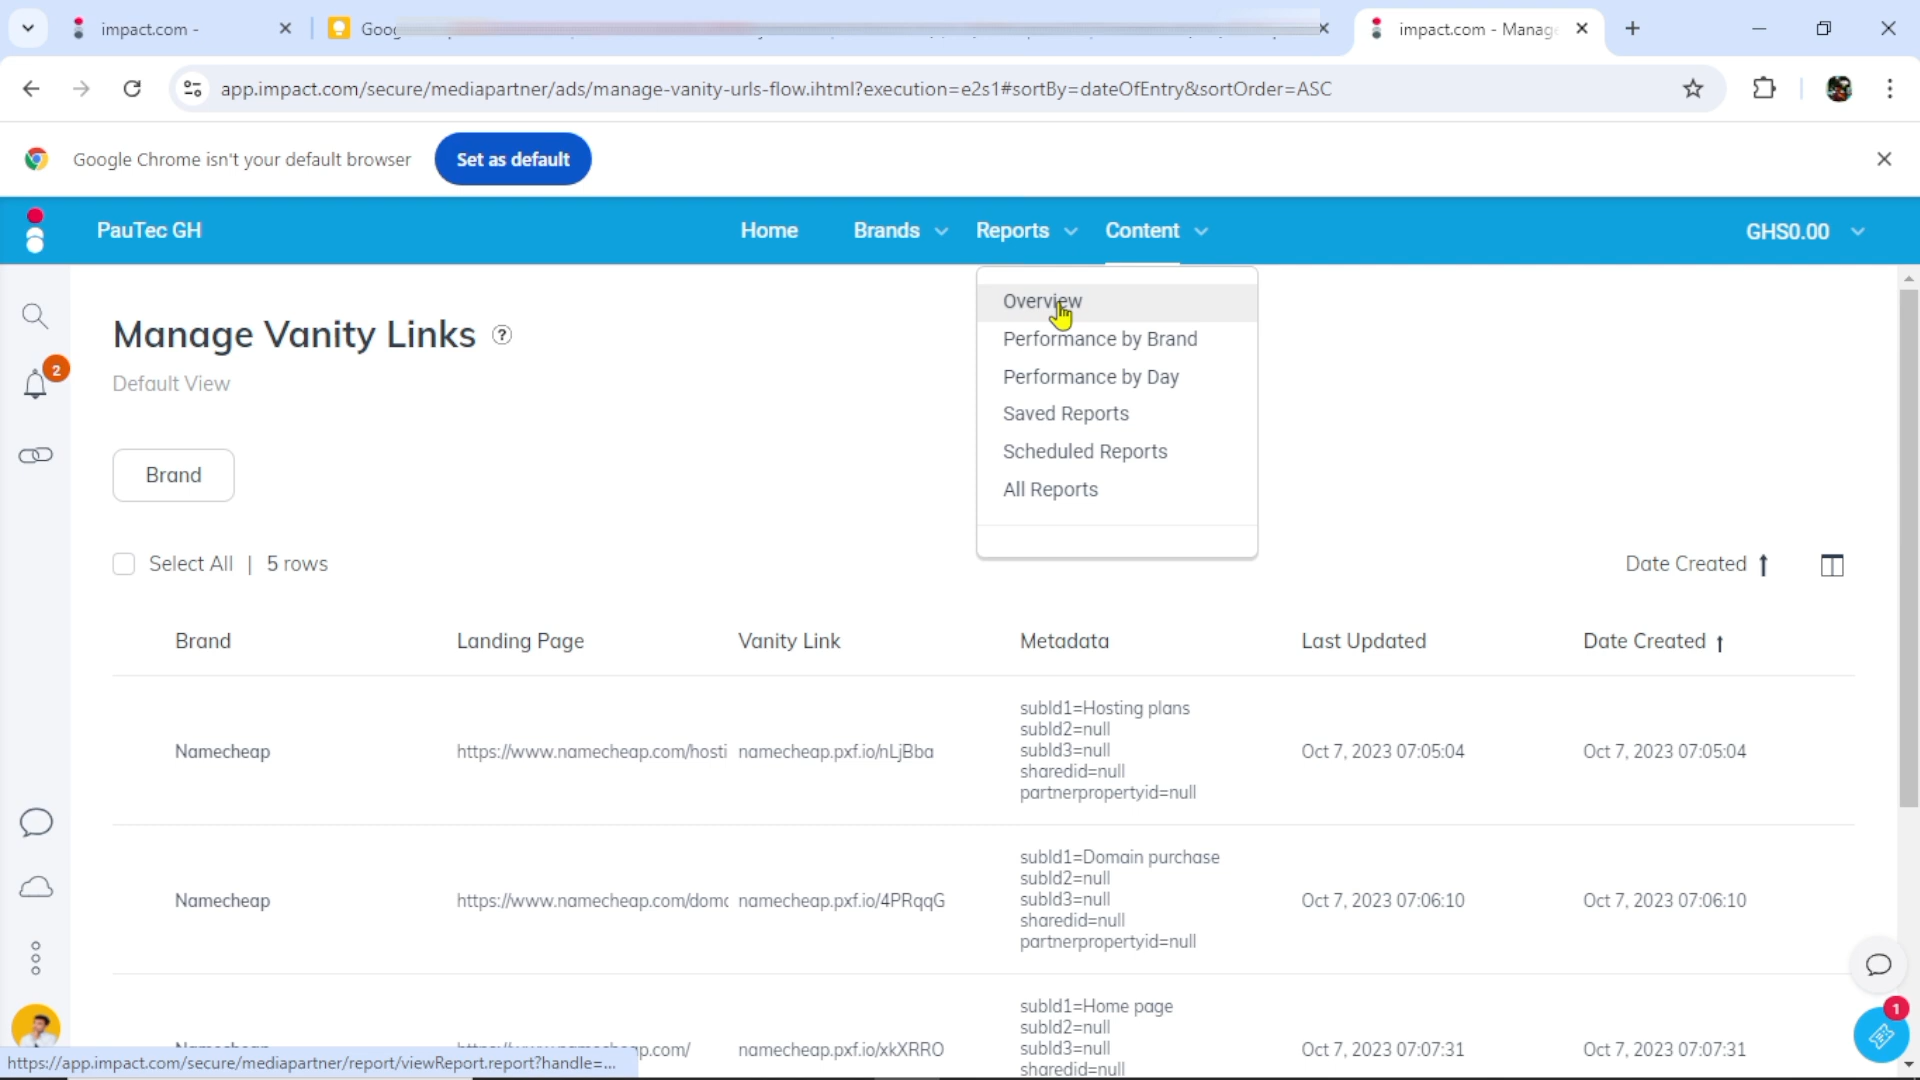 impact.com -
impact.com - Manag
app.impact.com/secure/mediapartner/ads/manage-vanity-urls-flow.ihtml?execution=e2s1#sortBy=dateOfEntry&sortOrder=ASC
Google Chrome isn't your default browser
Set as default
PauTec GH
Home
Brands
Reports
Content
GHS0.00
Overview
Performance by Brand
Performance by Day
Saved Reports
Scheduled Reports
All Reports
Manage Vanity Links ?
Default View
2
Brand
Select All | 5 rows
Date Created ↑
Brand
Landing Page
Vanity Link
Metadata
Last Updated
Date Created ↑
Namecheap
https://www.namecheap.com/hosti
namecheap.pxf.io/nLjBba
subId1=Hosting plans
subId2=null
subId3=null
sharedid=null
partnerpropertyid=null
Oct 7, 2023 07:05:04
Oct 7, 2023 07:05:04
Namecheap
https://www.namecheap.com/domc
namecheap.pxf.io/4PRqqG
subId1=Domain purchase
subId2=null
subId3=null
sharedid=null
partnerpropertyid=null
Oct 7, 2023 07:06:10
Oct 7, 2023 07:06:10
namecheap.pxf.io/xkXRRO
subId1=Home page
subId2=null
subId3=null
sharedid=null
Oct 7, 2023 07:07:31
Oct 7, 2023 07:07:31
1
https://app.impact.com/secure/mediapartner/report/viewReport.report?handle=...